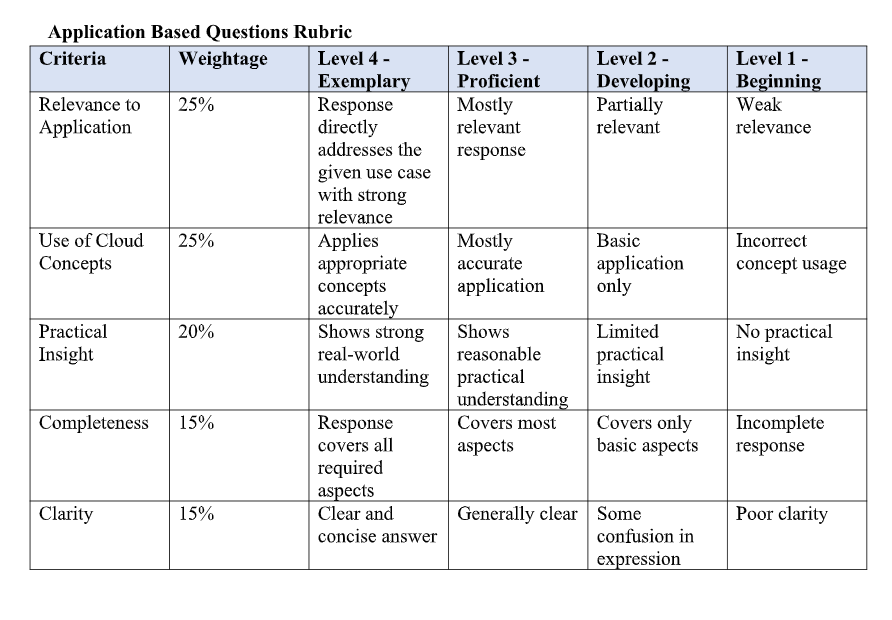 Application Based Questions Rubric
Criteria
Weightage
Level 4 -
Exemplary
Level 3 -
Proficient
Level 2 -
Developing
Level 1 -
Beginning
Relevance to
Application
25%
Response
directly
addresses the
given use case
with strong
relevance
Mostly
relevant
response
Partially
relevant
Weak
relevance
Use of Cloud
Concepts
25%
Applies
appropriate
concepts
accurately
Mostly
accurate
application
Basic
application
only
Incorrect
concept usage
Practical
Insight
20%
Shows strong
real-world
understanding
Shows
reasonable
practical
understanding
Limited
practical
insight
No practical
insight
Completeness
15%
Response
covers all
required
aspects
Covers most
aspects
Covers only
basic aspects
Incomplete
response
Clarity
15%
Clear and
concise answer
Generally clear
Some
confusion in
expression
Poor clarity